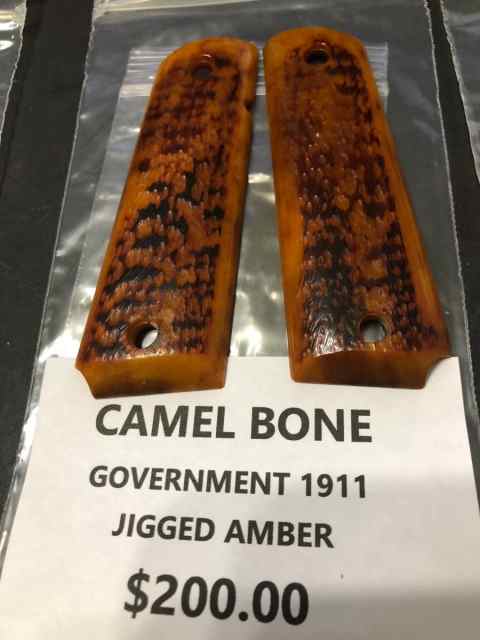 CAMEL BONE
GOVERNMENT 1911
JIGGED AMBER
$200.00